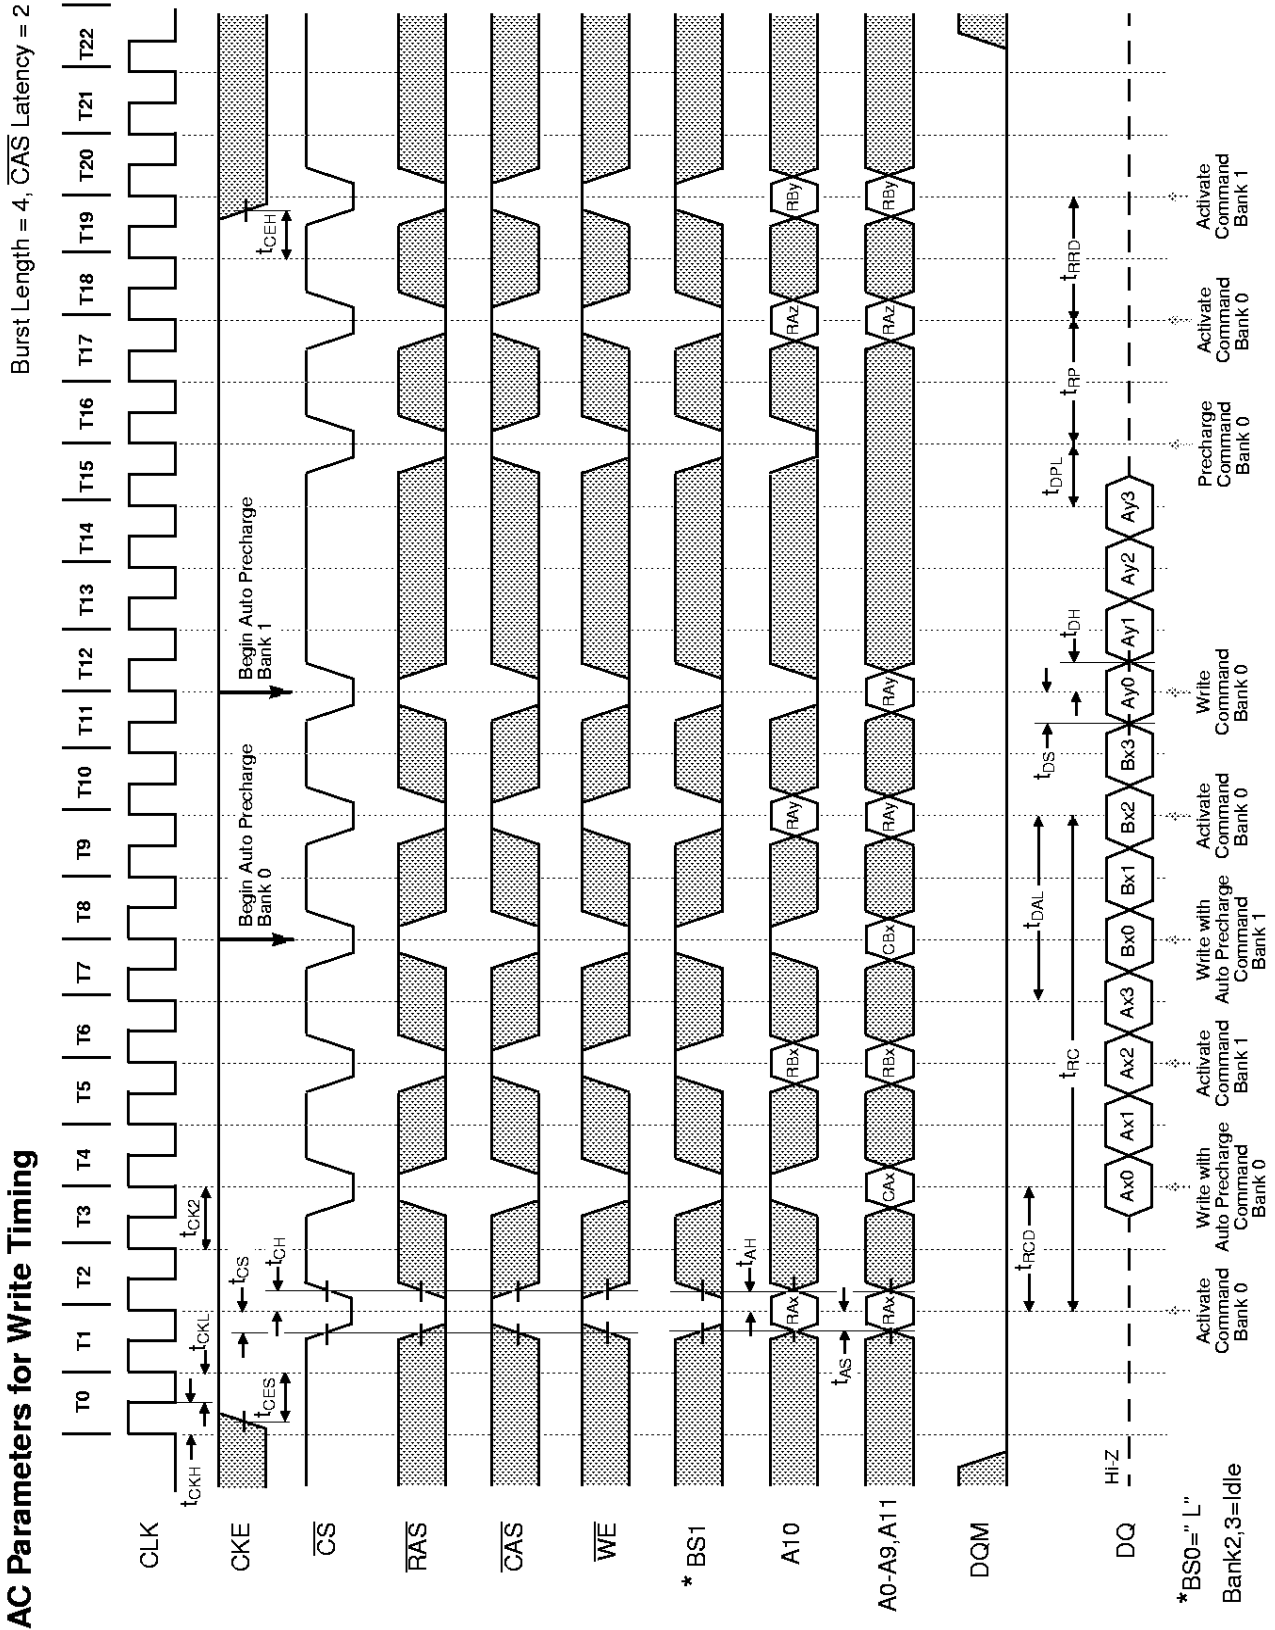 AC Parameters for Write Timing
Burst Length = 4, CAS Latency = 2
T0 T1 T2 T3 T4 T5 T6 T7 T8 T9 T10 T11 T12 T13 T14 T15 T16 T17 T18 T19 T20 T21 T22
CLK
tCKH tCKL tCK2
CKE
tCES tCS tCH
Begin Auto Precharge
Bank 0
Begin Auto Precharge
Bank 1
tCEH
CS
RAS
CAS
WE
* BS1
tAH
A10
RAx RBx RAy RAz RBy
tAS
A0-A9,A11
RAx CAx RBx CBx RAy RAy RAz RBy
DQM
tRCD tDAL tDS tDH tDPL
tRC tRP tRRD
DQ
Hi-Z
Ax0 Ax1 Ax2 Ax3 Bx0 Bx1 Bx2 Bx3 Ay0 Ay1 Ay2 Ay3
Activate
Command
Bank 0
Write with
Auto Precharge
Command
Bank 0
Activate
Command
Bank 1
Write with
Auto Precharge
Command
Bank 1
Activate
Command
Bank 0
Write
Command
Bank 0
Precharge
Command
Bank 0
Activate
Command
Bank 0
Activate
Command
Bank 1
*BS0=" L"
Bank2,3=Idle